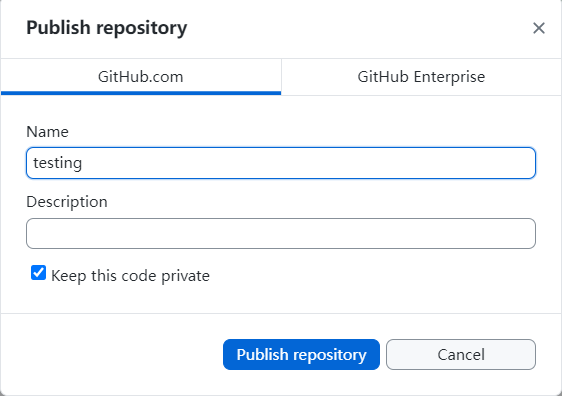 Publish repository
GitHub.com GitHub Enterprise
Name
testing
Description
Keep this code private
Publish repository Cancel